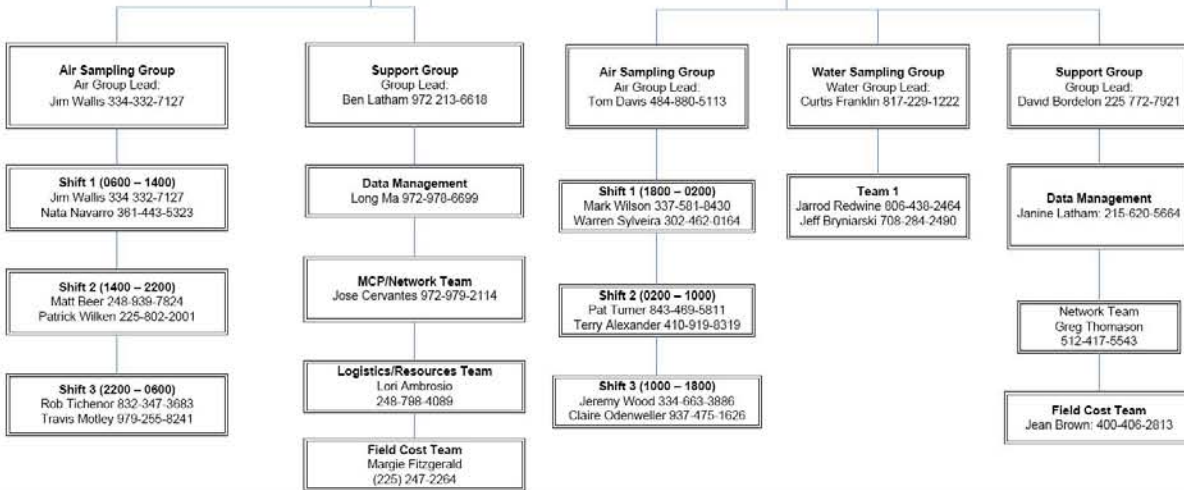 Air Sampling Group
Air Group Lead:
Jim Wallis 334-332-7127
Shift 1 (0600 – 1400)
Jim Wallis 334 332-7127
Nata Navarro 361-443-5323
Shift 2 (1400 – 2200)
Matt Beer 248-939-7824
Patrick Wilken 225-802-2001
Shift 3 (2200 – 0600)
Rob Tichenor 832-347-3683
Travis Motley 979-255-8241
Support Group
Group Lead:
Ben Latham 972 213-6618
Data Management
Long Ma 972-978-6699
MCP/Network Team
Jose Cervantes 972-979-2114
Logistics/Resources Team
Lori Ambrosio
248-798-4089
Field Cost Team
Margie Fitzgerald
(225) 247-2264
Air Sampling Group
Air Group Lead:
Tom Davis 484-880-5113
Shift 1 (1800 – 0200)
Mark Wilson 337-581-8430
Warren Sylveira 302-462-0164
Shift 2 (0200 – 1000)
Pat Turner 843-469-5811
Terry Alexander 410-919-8319
Shift 3 (1000 – 1800)
Jeremy Wood 334-663-3886
Claire Odenweller 937-475-1626
Water Sampling Group
Water Group Lead:
Curtis Franklin 817-229-1222
Team 1
Jarrod Redwine 806-438-2464
Jeff Bryniarski 708-284-2490
Support Group
Group Lead:
David Bordelon 225 772-7921
Data Management
Janine Latham: 215-620-5664
Network Team
Greg Thomason
512-417-5543
Field Cost Team
Jean Brown: 400-406-2813